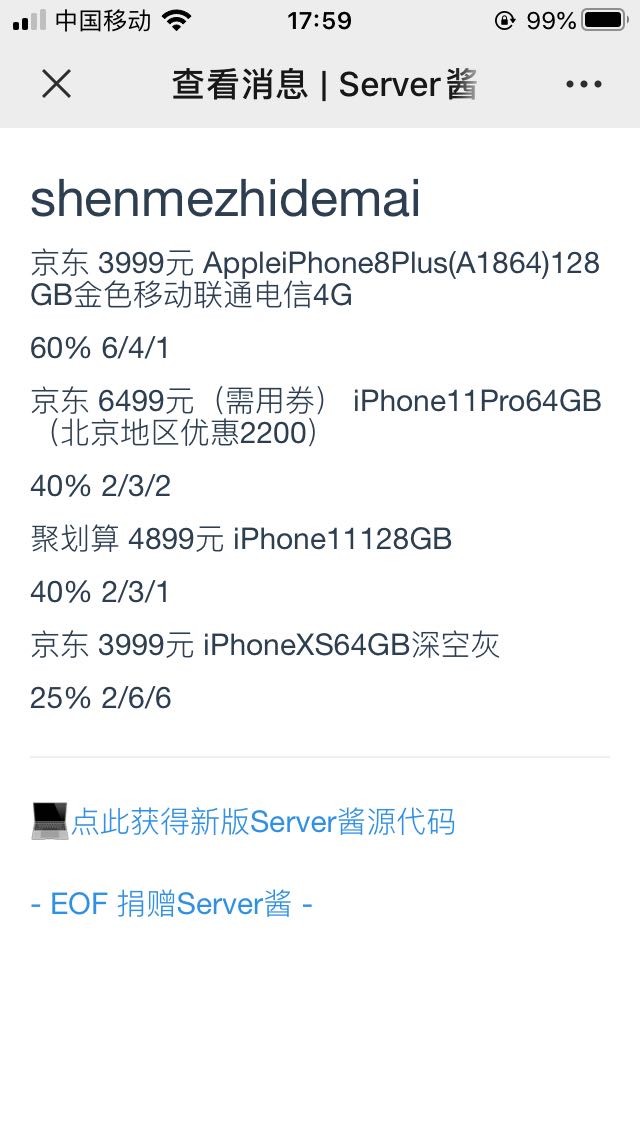 中国移动 17:59 99%
查看消息 | Server酱
shenmezhidemai
京东 3999元 AppleiPhone8Plus(A1864)128
GB金色移动联通电信4G
60% 6/4/1
京东 6499元（需用券） iPhone11Pro64GB
（北京地区优惠2200）
40% 2/3/2
聚划算 4899元 iPhone11128GB
40% 2/3/1
京东 3999元 iPhoneXS64GB深空灰
25% 2/6/6
点此获得新版Server酱源代码
- EOF 捐赠Server酱 -